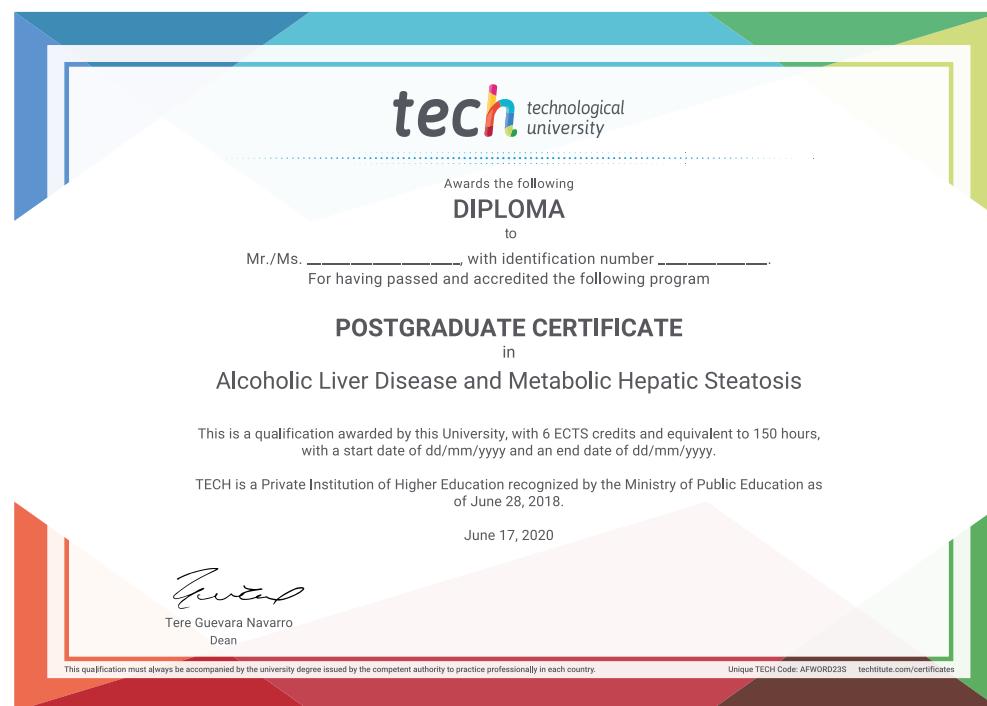 tech technological
university
Awards the following
DIPLOMA
to
Mr./Ms. ____________________, with identification number ______________.
For having passed and accredited the following program
POSTGRADUATE CERTIFICATE
in
Alcoholic Liver Disease and Metabolic Hepatic Steatosis
This is a qualification awarded by this University, with 6 ECTS credits and equivalent to 150 hours,
with a start date of dd/mm/yyyy and an end date of dd/mm/yyyy.
TECH is a Private Institution of Higher Education recognized by the Ministry of Public Education as
of June 28, 2018.
June 17, 2020
Tere Guevara Navarro
Dean
This qualification must always be accompanied by the university degree issued by the competent authority to practice professionally in each country.
Unique TECH Code: AFWORD23S techtitute.com/certificates